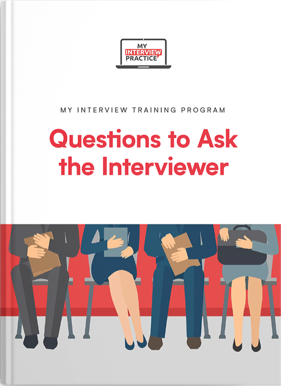 MY
INTERVIEW
PRACTICE
MY INTERVIEW TRAINING PROGRAM
Questions to Ask
the Interviewer